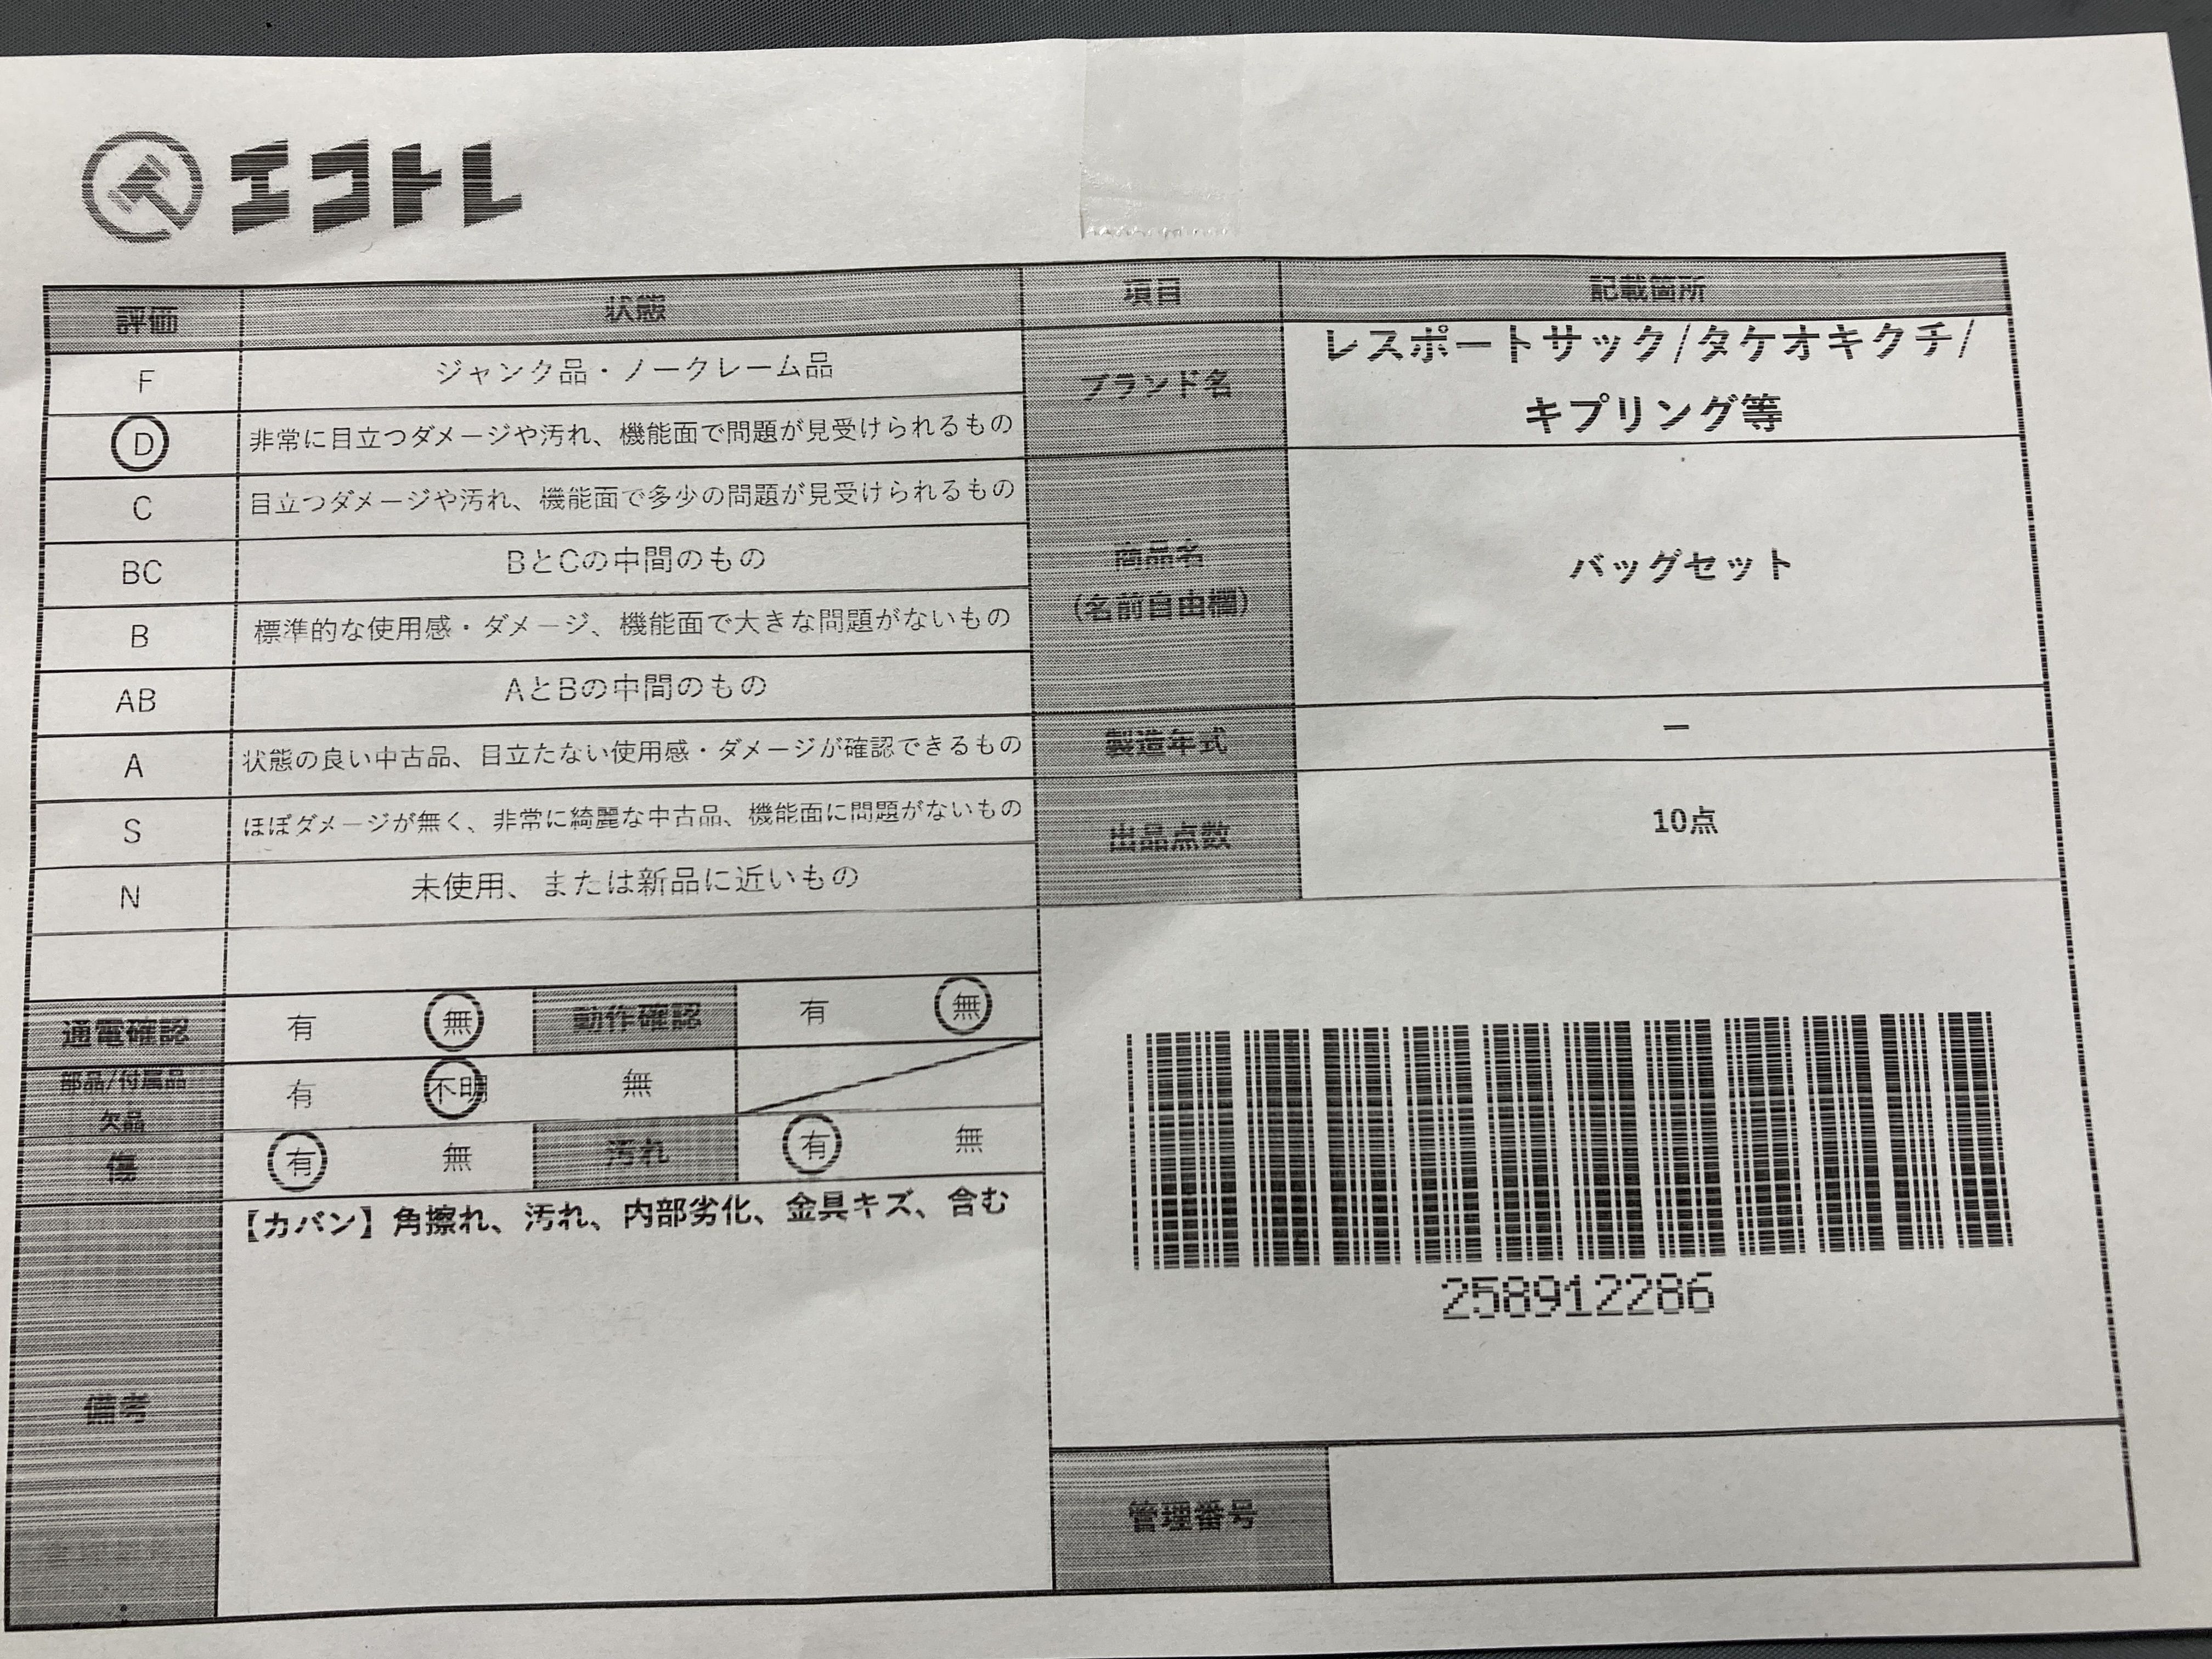 エコトレ
評価 状態
F ジャンク品・ノークレーム品
D 非常に目立つダメージや汚れ、機能面で問題が見受けられるもの
C 目立つダメージや汚れ、機能面で多少の問題が見受けられるもの
BC BとCの中間のもの
B 標準的な使用感・ダメージ、機能面で大きな問題がないもの
AB AとBの中間のもの
A 状態の良い中古品、目立たない使用感・ダメージが確認できるもの
S ほぼダメージが無く、非常に綺麗な中古品、機能面に問題がないもの
N 未使用、または新品に近いもの
通電確認 有 無 動作確認 有 無
部品/付属品
欠品 有 不明 無
傷 有 無 汚れ 有 無
備考 【カバン】角擦れ、汚れ、内部劣化、金具キズ、含む
項目 記載箇所
ブランド名 レスポートサック/タケオキクチ/
キプリング等
商品名
(名前自由欄) バッグセット
製造年式 ー
出品点数 10点
258912286
管理番号